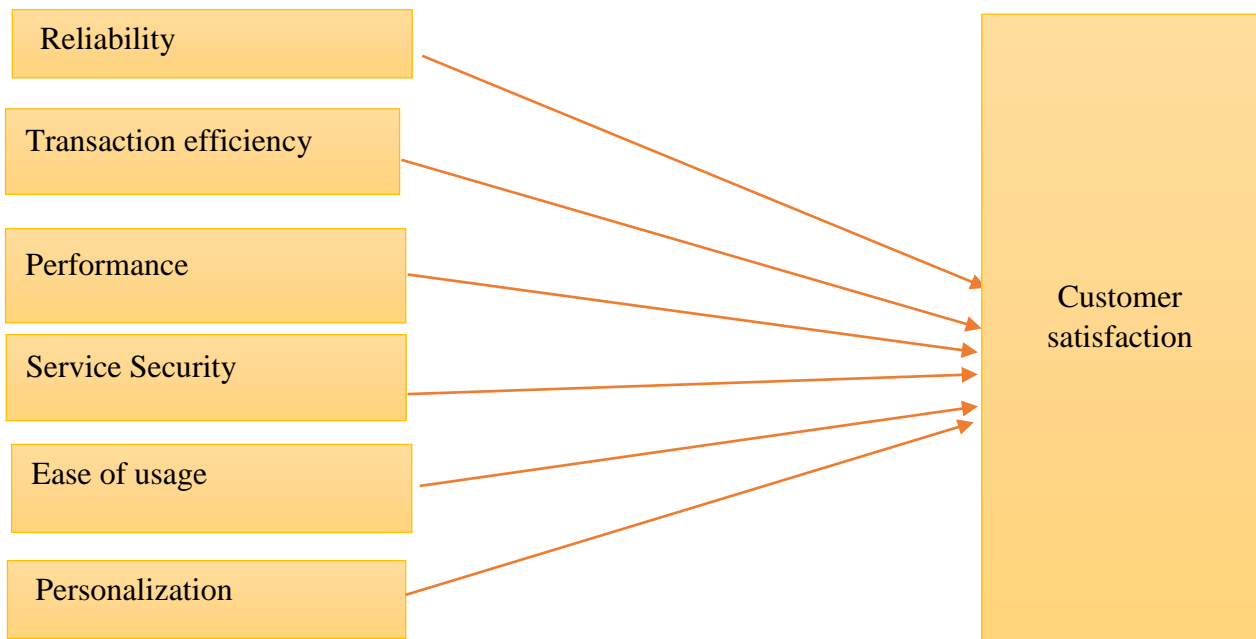 Reliability
Transaction efficiency
Performance
Service Security
Ease of usage
Personalization
Customer
satisfaction